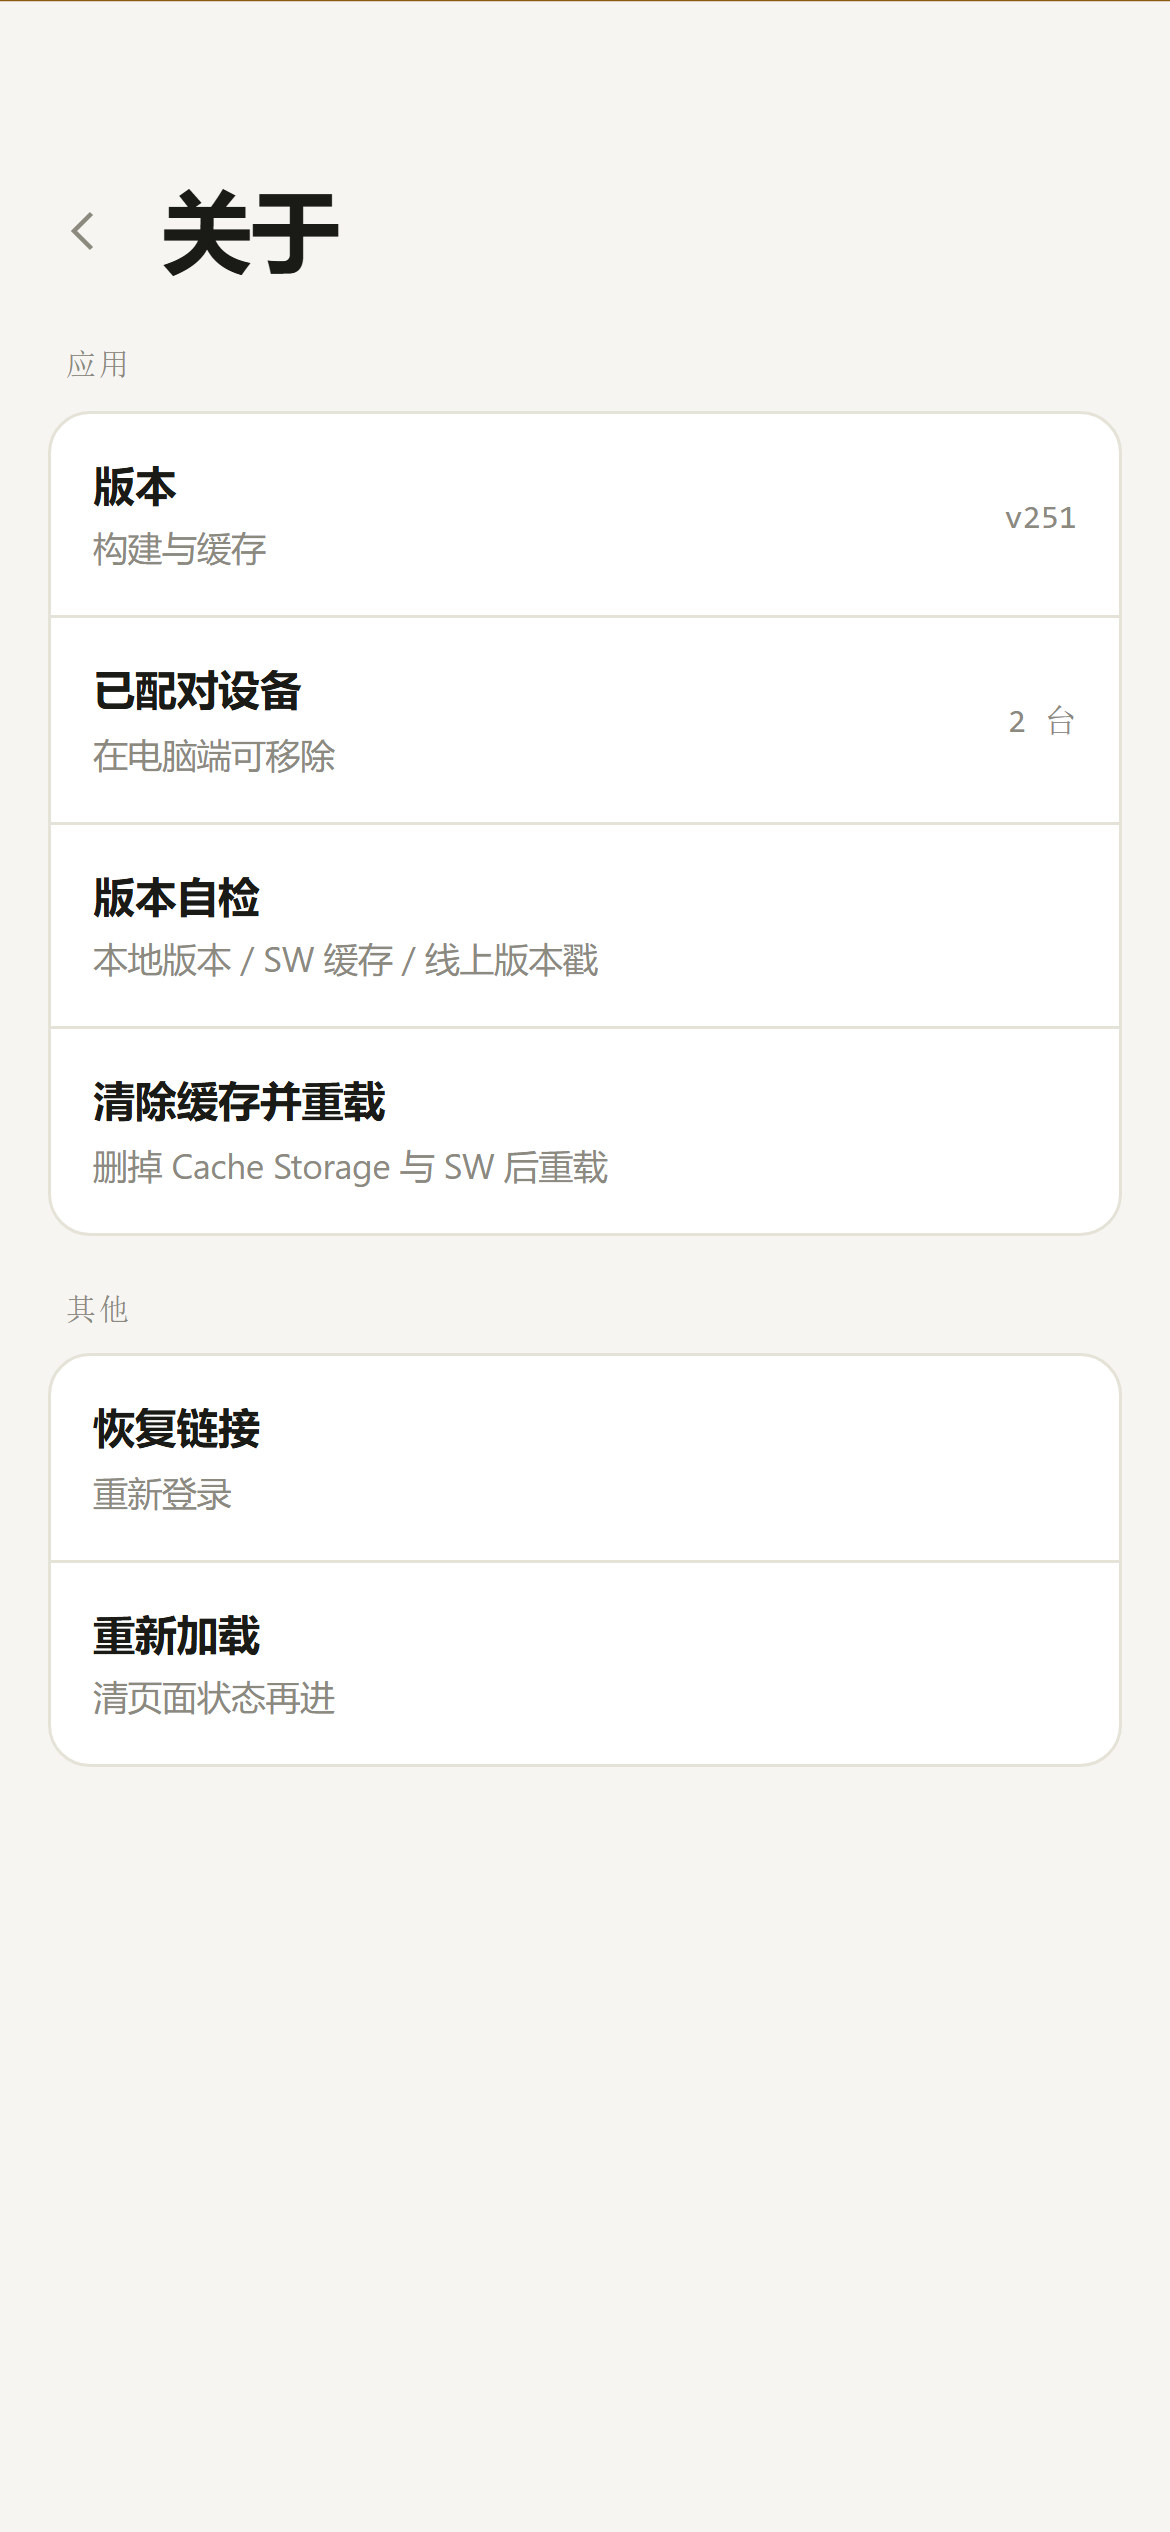 关于
应用
版本
构建与缓存
v251
已配对设备
在电脑端可移除
2 台
版本自检
本地版本 / SW 缓存 / 线上版本戳
清除缓存并重载
删掉 Cache Storage 与 SW 后重载
其他
恢复链接
重新登录
重新加载
清页面状态再进